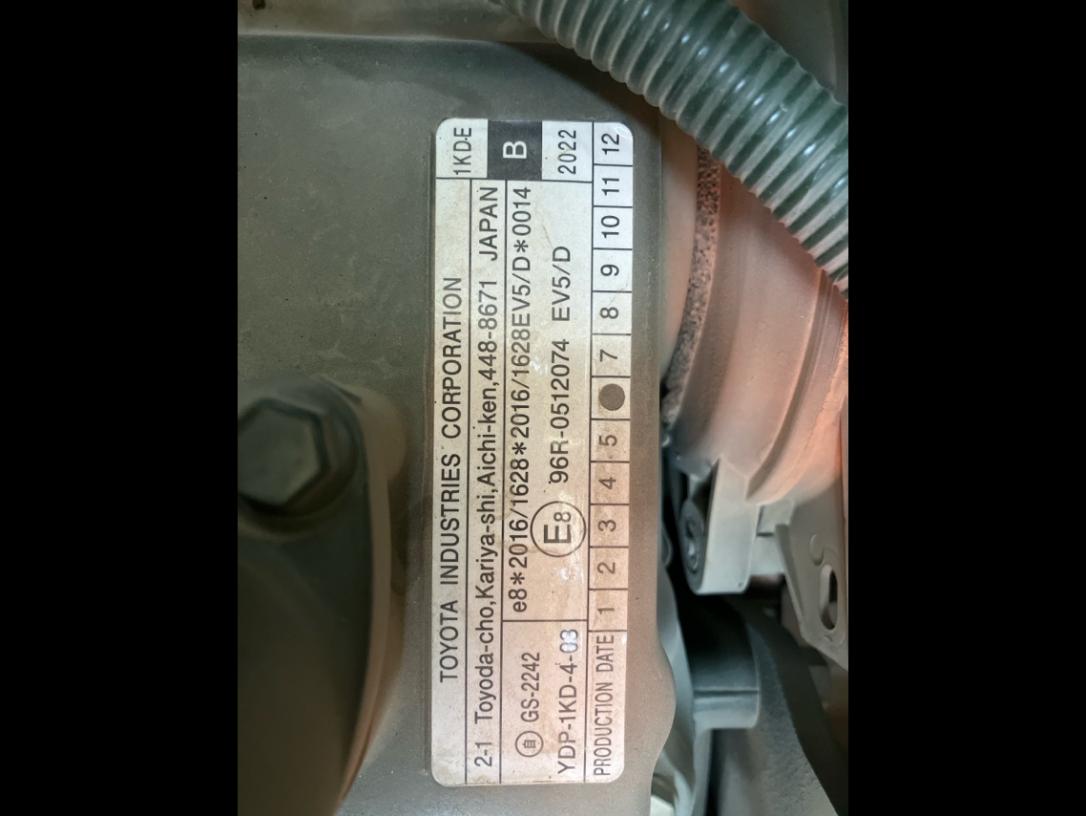 TOYOTA INDUSTRIES CORPORATION 1KD-E
2-1 Toyoda-cho,Kariya-shi,Aichi-ken,448-8671 JAPAN
自 GS-2242 e8*2016/1628*2016/1628EV5/D*0014 B
YDP-1KD-4-03 E8 96R-0512074 EV5/D 2022
PRODUCTION DATE 1 2 3 4 5 7 8 9 10 11 12